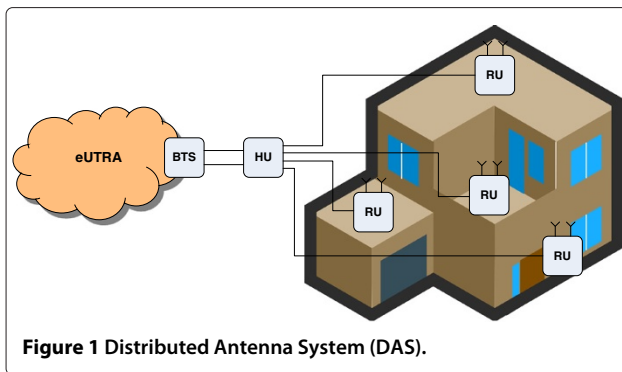 RU
eUTRA
BTS
HU
RU
RU
RU
Figure 1 Distributed Antenna System (DAS).